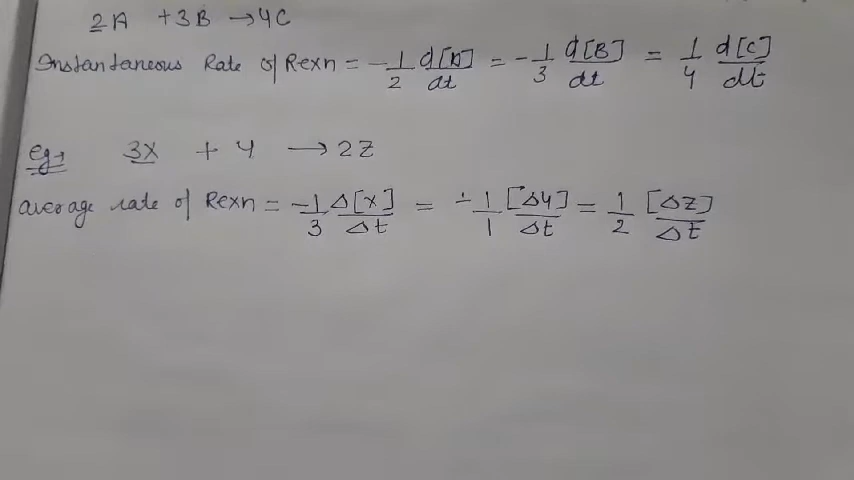 2A + 3B → 4C
Instantaneous Rate of Rexn = -1/2 d[A]/dt = -1/3 d[B]/dt = 1/4 d[C]/dt
eg→ 3X + Y → 2Z
average rate of Rexn = -1/3 Δ[X]/Δt = -1/1 [ΔY]/Δt = 1/2 [ΔZ]/Δt